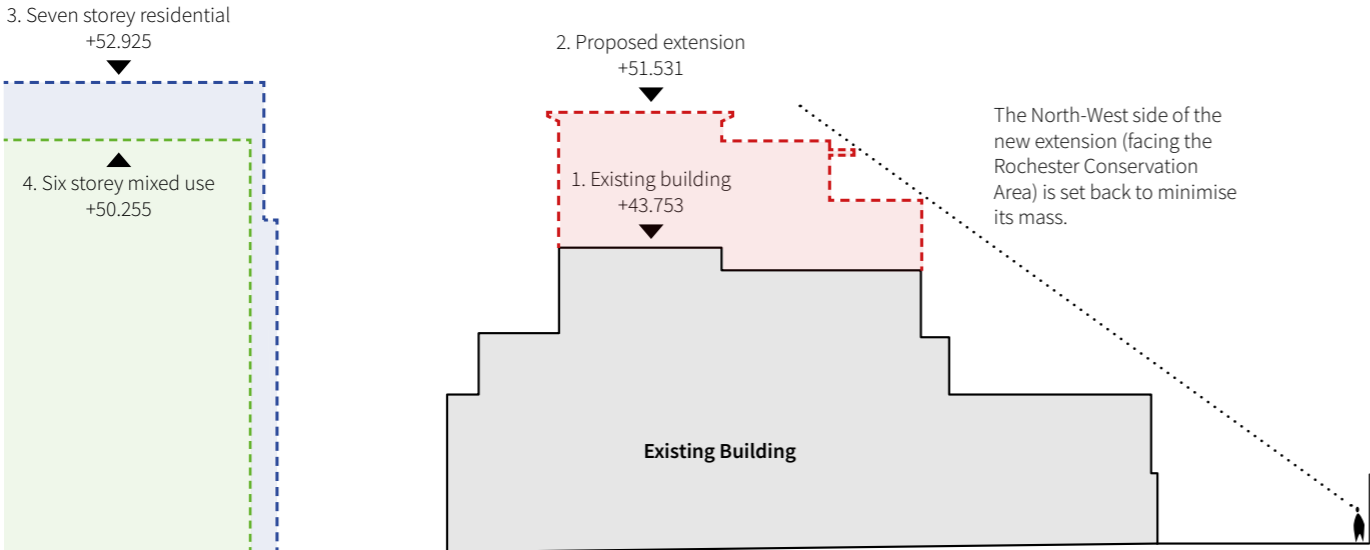 3. Seven storey residential
+52.925
2. Proposed extension
+51.531
4. Six storey mixed use
+50.255
1. Existing building
+43.753
The North-West side of the
new extension (facing the
Rochester Conservation
Area) is set back to minimise
its mass.
Existing Building